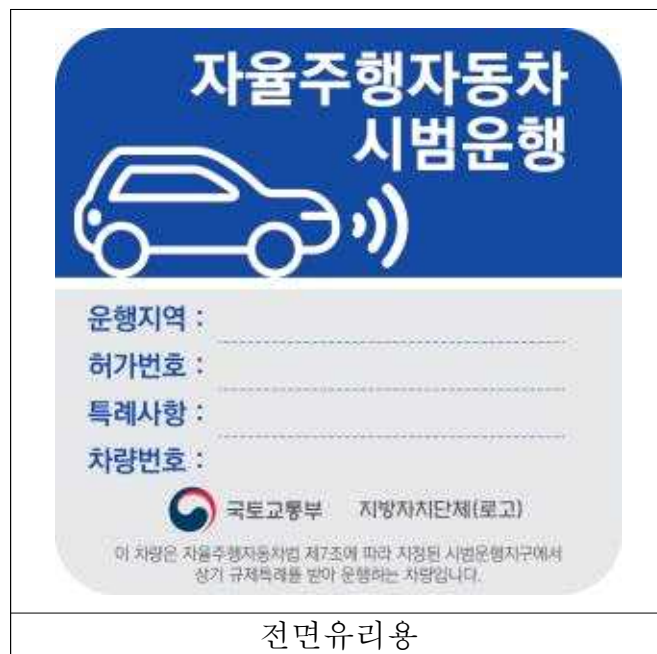 자율주행자동차
시범운행
운행지역 :
허가번호 :
특례사항 :
차량번호 :
국토교통부 지방자치단체(로고)
이 차량은 자율주행자동차법 제7조에 따라 지정된 시범운행지구에서
상기 규제특례를 받아 운행하는 차량입니다.
전면유리용